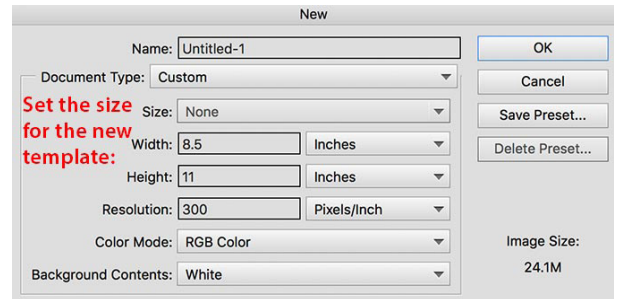 New
Name: Untitled-1
OK
Document Type: Custom
Cancel
Set the size
for the new
template:
Size: None
Save Preset...
Width: 8.5 Inches
Delete Preset...
Height: 11 Inches
Resolution: 300 Pixels/Inch
Color Mode: RGB Color
Image Size:
Background Contents: White
24.1M